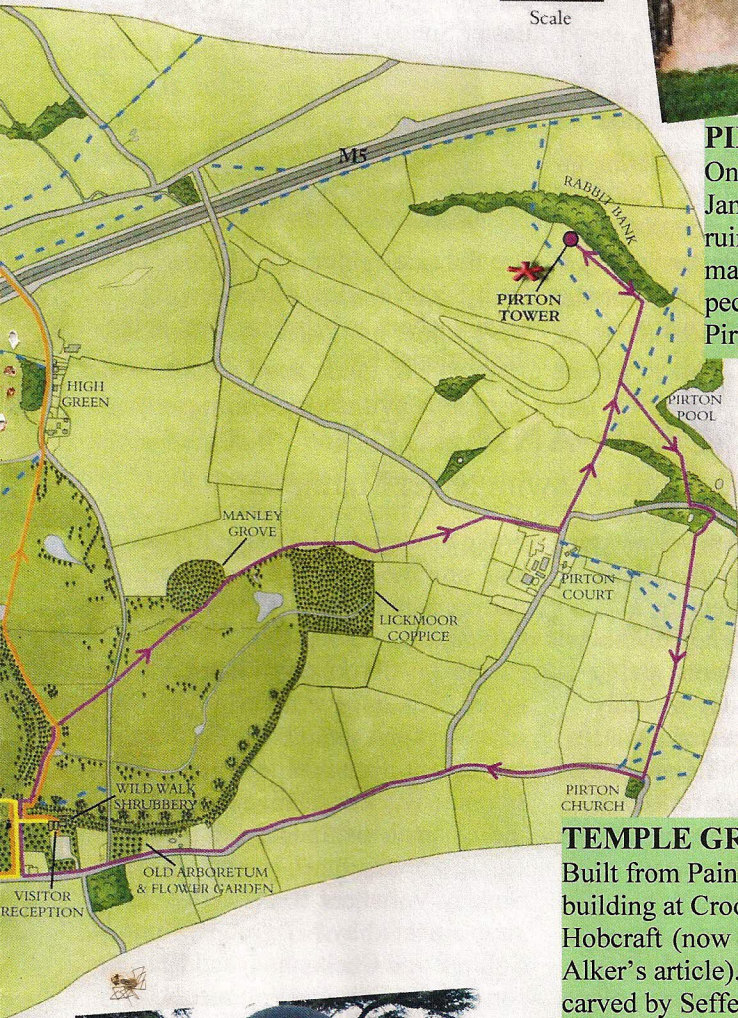 Scale
M5
RABBIT BANK
PIRTON
TOWER
HIGH
GREEN
PIRTON
POOL
MANLEY
GROVE
LICKMOOR
COPPICE
PIRTON
COURT
WILD WALK
SHRUBBERY
PIRTON
CHURCH
OLD ARBORETUM
& FLOWER GARDEN
VISITOR
RECEPTION
PI
On
Jan
rui
ma
pec
Pir
TEMPLE GR
Built from Pain
building at Croo
Hobcraft (now
Alker's article).
carved by Seffe